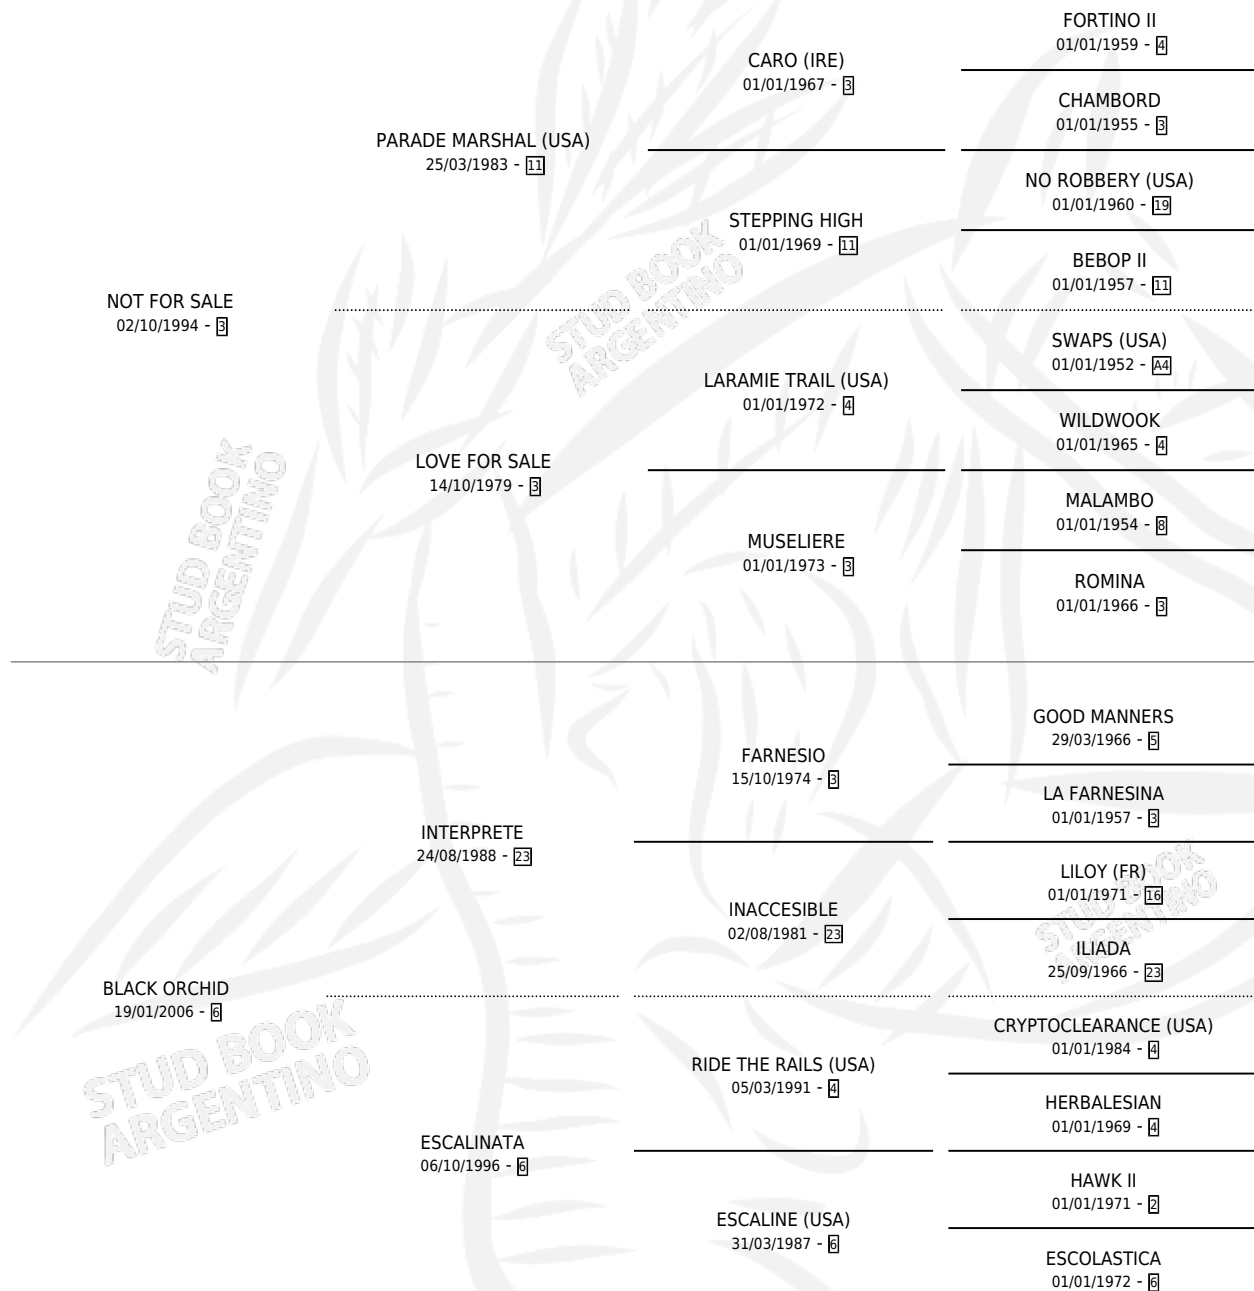 FORTINO II
01/01/1959 - 4
CARO (IRE)
01/01/1967 - 3
CHAMBORD
01/01/1955 - 3
PARADE MARSHAL (USA)
25/03/1983 - 11
NO ROBBERY (USA)
01/01/1960 - 19
STEPPING HIGH
01/01/1969 - 11
BEBOP II
01/01/1957 - 11
NOT FOR SALE
02/10/1994 - 3
STUD BOOK
ARGENTINO
SWAPS (USA)
01/01/1952 - A4
LARAMIE TRAIL (USA)
01/01/1972 - 4
WILDWOOK
01/01/1965 - 4
LOVE FOR SALE
14/10/1979 - 3
MALAMBO
01/01/1954 - 8
MUSELIERE
01/01/1973 - 3
ROMINA
01/01/1966 - 3
STUD BOOK
ARGENTINO
GOOD MANNERS
29/03/1966 - 5
FARNESIO
15/10/1974 - 3
LA FARNESINA
01/01/1957 - 3
INTERPRETE
24/08/1988 - 23
LILOY (FR)
01/01/1971 - 16
INACCESIBLE
02/08/1981 - 23
STUD BOOK
ARGENTINO
ILIADA
25/09/1966 - 23
BLACK ORCHID
19/01/2006 - 6
CRYPTOCLEARANCE (USA)
01/01/1984 - 4
RIDE THE RAILS (USA)
05/03/1991 - 4
HERBALESIAN
01/01/1969 - 4
STUD BOOK
ARGENTINO
ESCALINATA
06/10/1996 - 6
HAWK II
01/01/1971 - 2
ESCALINE (USA)
31/03/1987 - 6
ESCOLASTICA
01/01/1972 - 6